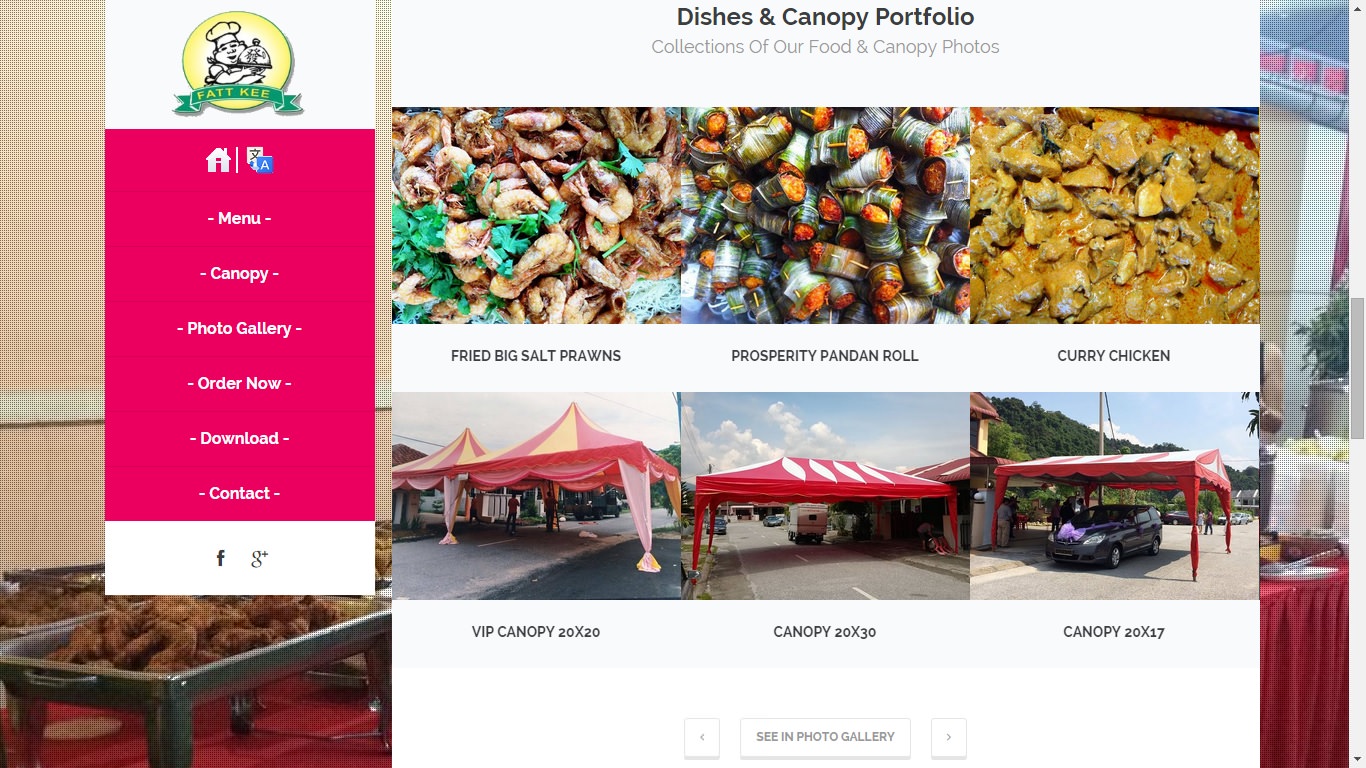 FATT KEE
文
A
- Menu -
- Canopy -
- Photo Gallery -
- Order Now -
- Download -
- Contact -
f
g+
Dishes & Canopy Portfolio
Collections Of Our Food & Canopy Photos
FRIED BIG SALT PRAWNS
PROSPERITY PANDAN ROLL
CURRY CHICKEN
VIP CANOPY 20X20
CANOPY 20X30
CANOPY 20X17
‹
SEE IN PHOTO GALLERY
›